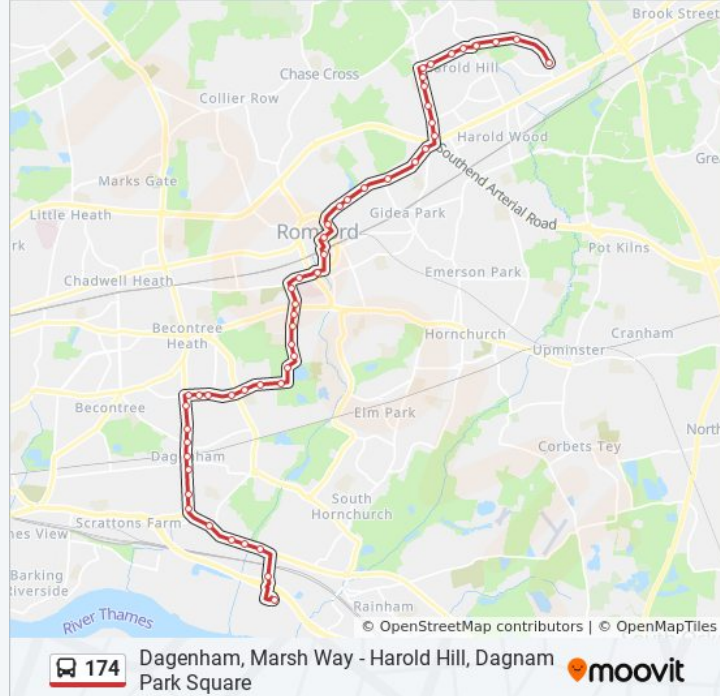 Brook Street
Chase Cross
arold Hill
Collier Row
Harold Wood
Southend Arterial Road
Marks Gate
Little Heath
Gidea Park
Gre
rk
Romford
Pot Kilns
Chadwell Heath
Emerson Park
Becontree
Heath
Hornchurch
Cranham
Upminster
Becontree
Elm Park
North
Dagenham
Corbets Tey
South
Hornchurch
Scrattons Farm
nes View
Barking
Riverside
River Thames
Rainham
© OpenStreetMap contributors | © OpenMapTiles
174
Dagenham, Marsh Way - Harold Hill, Dagnam
Park Square
moovit